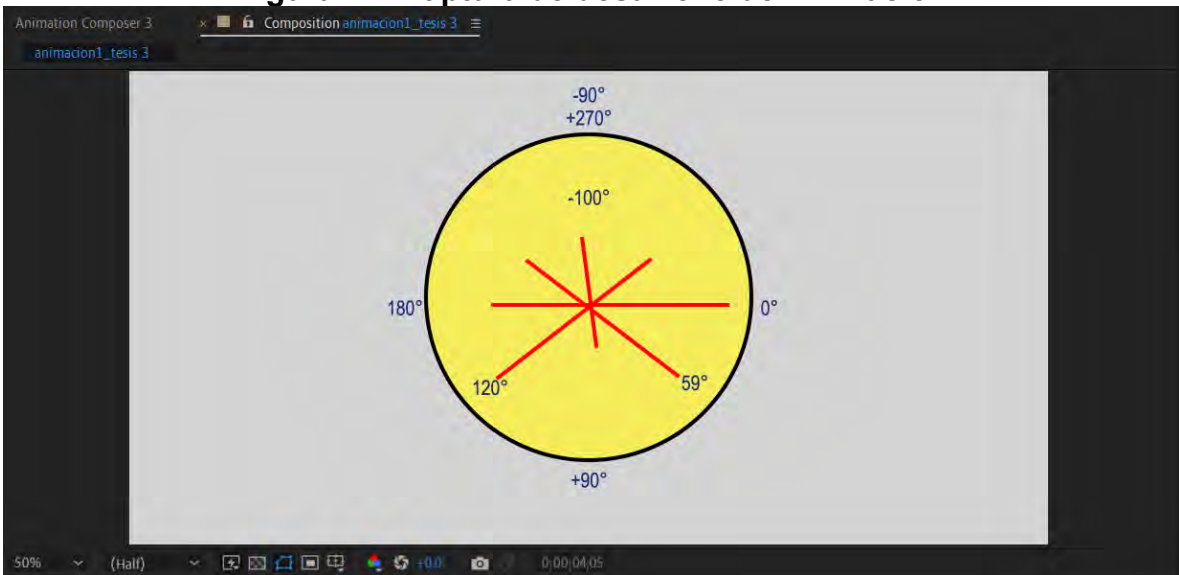 Animation Composer 3 × Composition animacion1_tesis 3 ≡
animacion1_tesis 3
-90°
+270°
-100°
180°
0°
120°
59°
+90°
50% (Half) +0.0 0;00;04;05